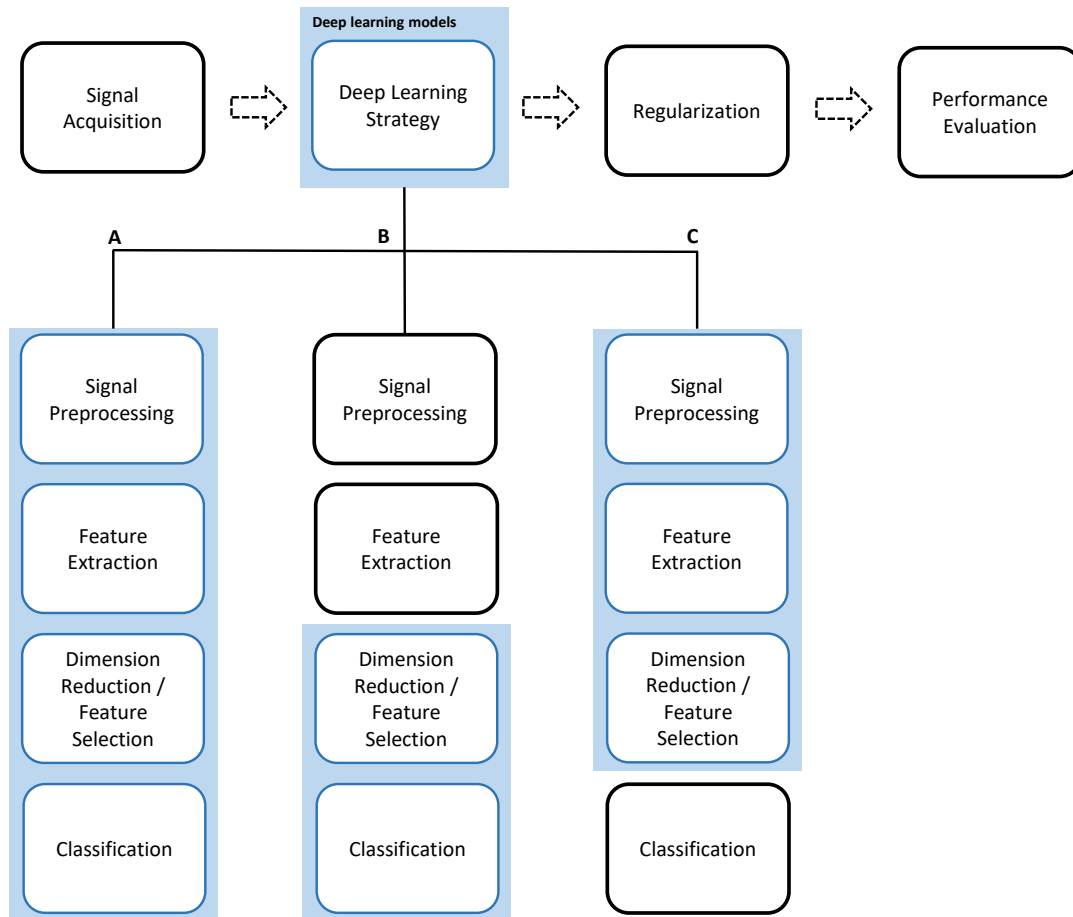 Deep learning models
Signal
Acquisition
Deep Learning
Strategy
Regularization
Performance
Evaluation
A
B
C
Signal
Preprocessing
Signal
Preprocessing
Signal
Preprocessing
Feature
Extraction
Feature
Extraction
Feature
Extraction
Dimension
Reduction /
Feature
Selection
Dimension
Reduction /
Feature
Selection
Dimension
Reduction /
Feature
Selection
Classification
Classification
Classification